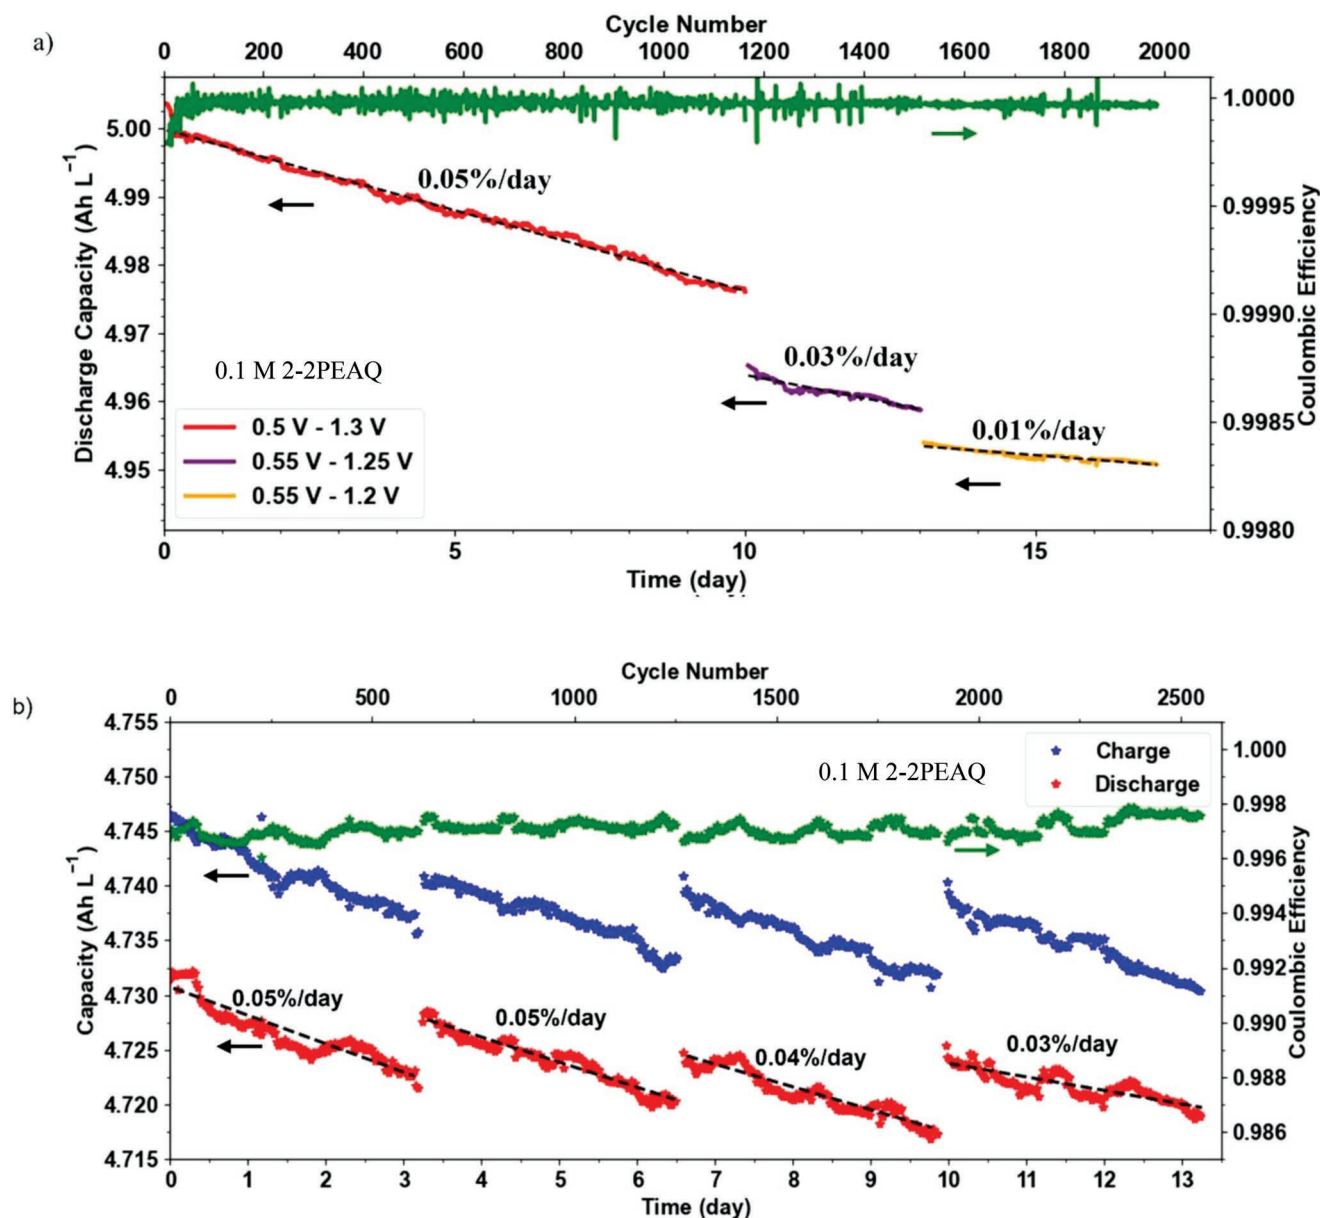 Cycle Number
a)
0 200 400 600 800 1000 1200 1400 1600 1800 2000
5.00
4.99
4.98
4.97
4.96
4.95
Discharge Capacity (Ah L⁻¹)
0.05%/day
0.03%/day
0.01%/day
0.1 M 2-2PEAQ
0.5 V - 1.3 V
0.55 V - 1.25 V
0.55 V - 1.2 V
1.0000
0.9995
0.9990
0.9985
0.9980
Coulombic Efficiency
0 5 10 15
Time (day)
Cycle Number
b)
0 500 1000 1500 2000 2500
4.755
4.750
4.745
4.740
4.735
4.730
4.725
4.720
4.715
Capacity (Ah L⁻¹)
0.1 M 2-2PEAQ
Charge
Discharge
0.05%/day
0.05%/day
0.04%/day
0.03%/day
1.000
0.998
0.996
0.994
0.992
0.990
0.988
0.986
Coulombic Efficiency
0 1 2 3 4 5 6 7 8 9 10 11 12 13
Time (day)